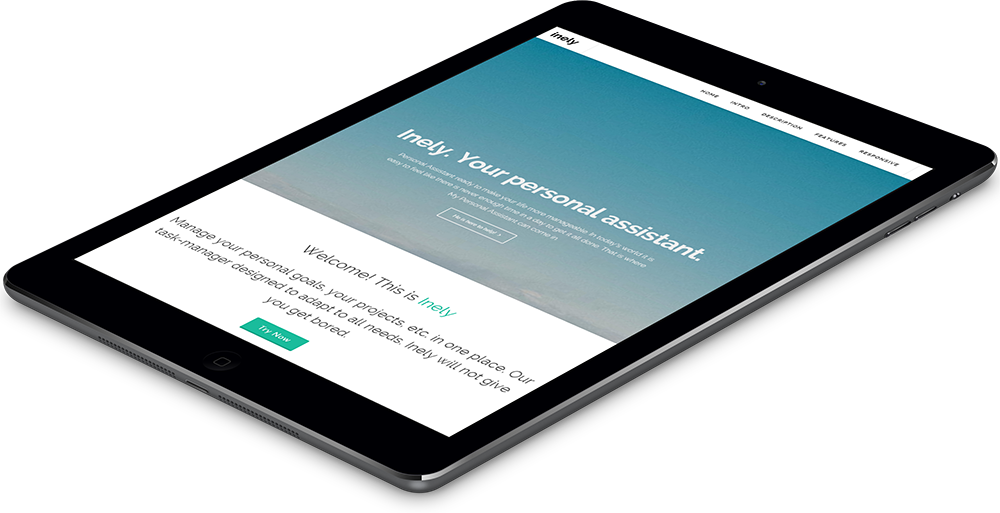 inely
HOME INTRO DESCRIPTION FEATURES RESPONSIVE
Inely. Your personal assistant.
Personal Assistant ready to make your life more manageable. In today's world it is
easy to feel like there is never enough time in a day to get it all done. That is where
My Personal Assistant can come in
He is here to help!
Welcome! This is Inely
Manage your personal goals, your projects, etc. in one place. Our
task-manager designed to adapt to all needs. Inely will not give
you get bored.
Try Now